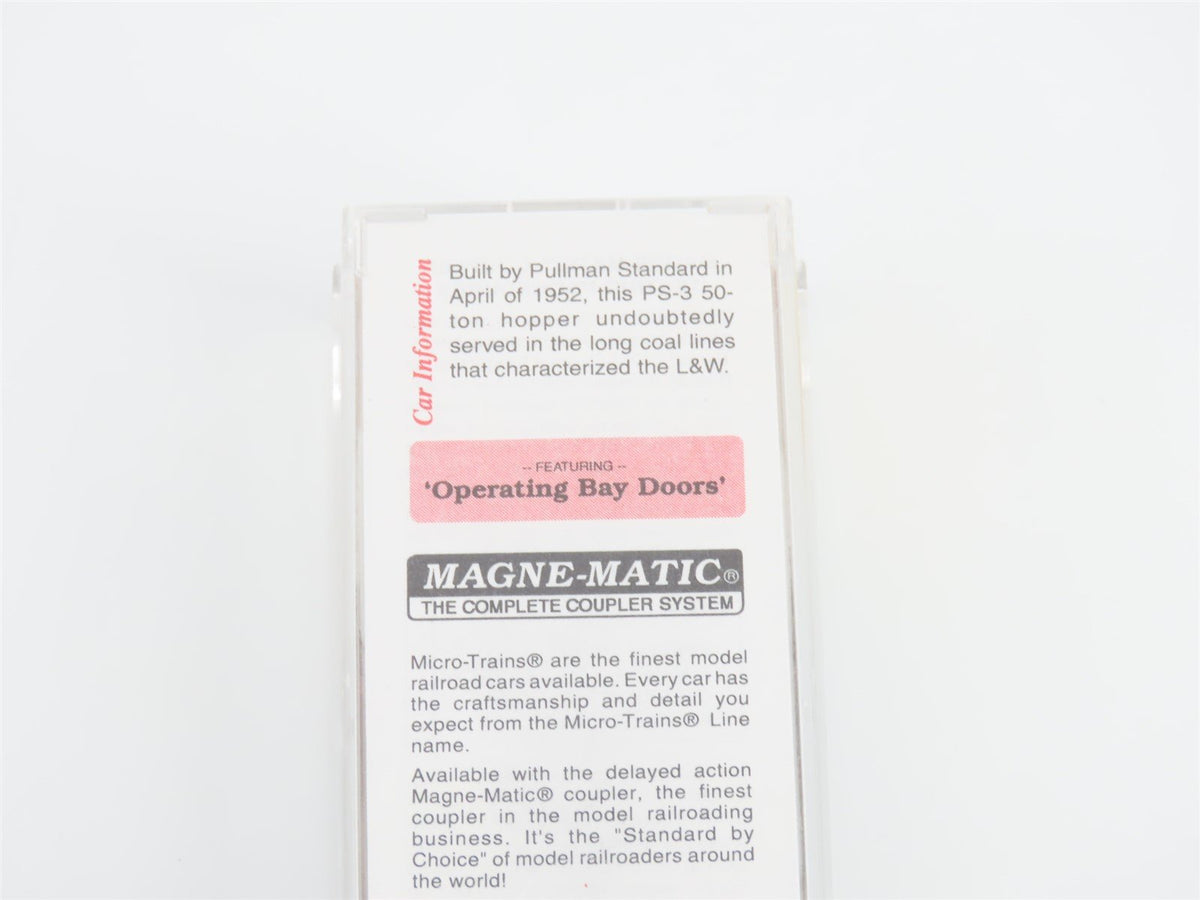 Car Information
Built by Pullman Standard in
April of 1952, this PS-3 50-
ton hopper undoubtedly
served in the long coal lines
that characterized the L&W.
-- FEATURING --
'Operating Bay Doors'
MAGNE-MATIC®
THE COMPLETE COUPLER SYSTEM
Micro-Trains® are the finest model
railroad cars available. Every car has
the craftsmanship and detail you
expect from the Micro-Trains® Line
name.
Available with the delayed action
Magne-Matic® coupler, the finest
coupler in the model railroading
business. It's the "Standard by
Choice" of model railroaders around
the world!